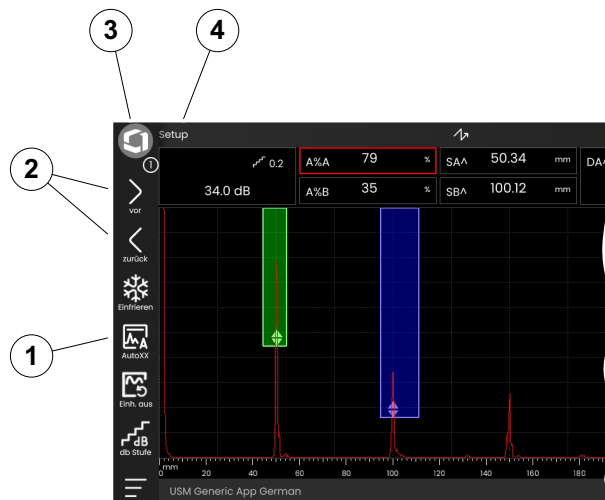 3 4
Setup
1
0.2
34.0 dB
A%A 79 %
SA^ 50.34 mm
DA^
A%B 35 %
SB^ 100.12 mm
2
vor
zurück
Einfrieren
1
AutoXX
Einh. aus
dB
db Stufe
mm
0 20 40 60 80 100 120 140 160 180
USM Generic App German